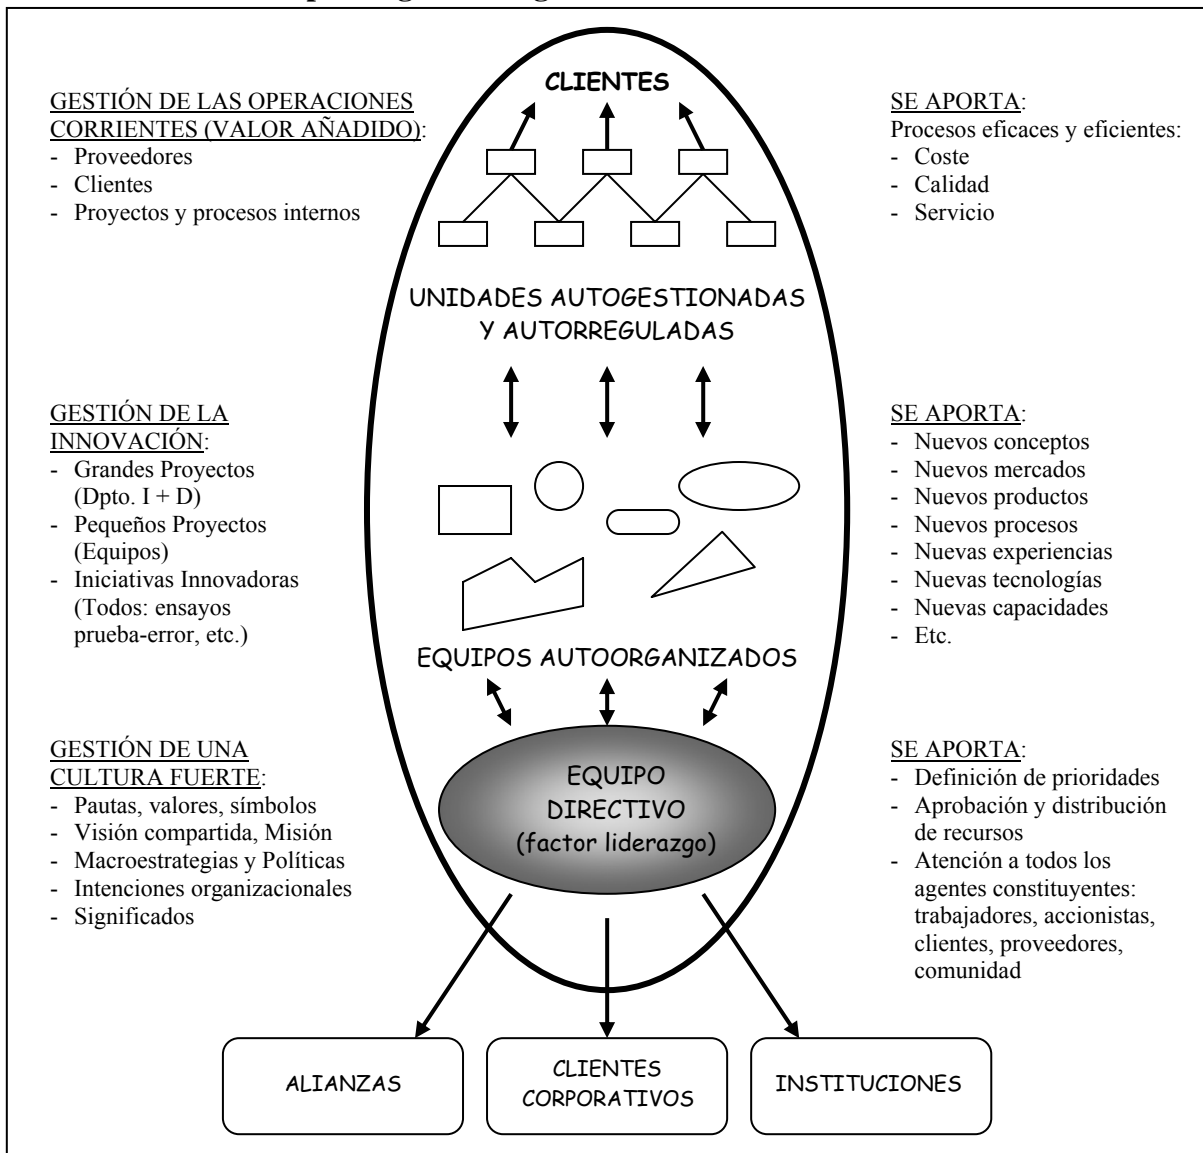 CLIENTES
GESTIÓN DE LAS OPERACIONES
CORRIENTES (VALOR AÑADIDO):
- Proveedores
- Clientes
- Proyectos y procesos internos
SE APORTA:
Procesos eficaces y eficientes:
- Coste
- Calidad
- Servicio
UNIDADES AUTOGESTIONADAS
Y AUTORREGULADAS
GESTIÓN DE LA
INNOVACIÓN:
- Grandes Proyectos
(Dpto. I + D)
- Pequeños Proyectos
(Equipos)
- Iniciativas Innovadoras
(Todos: ensayos
prueba-error, etc.)
SE APORTA:
- Nuevos conceptos
- Nuevos mercados
- Nuevos productos
- Nuevos procesos
- Nuevas experiencias
- Nuevas tecnologías
- Nuevas capacidades
- Etc.
EQUIPOS AUTOORGANIZADOS
GESTIÓN DE UNA
CULTURA FUERTE:
- Pautas, valores, símbolos
- Visión compartida, Misión
- Macroestrategias y Políticas
- Intenciones organizacionales
- Significados
EQUIPO
DIRECTIVO
(factor liderazgo)
SE APORTA:
- Definición de prioridades
- Aprobación y distribución
de recursos
- Atención a todos los
agentes constituyentes:
trabajadores, accionistas,
clientes, proveedores,
comunidad
ALIANZAS
CLIENTES
CORPORATIVOS
INSTITUCIONES